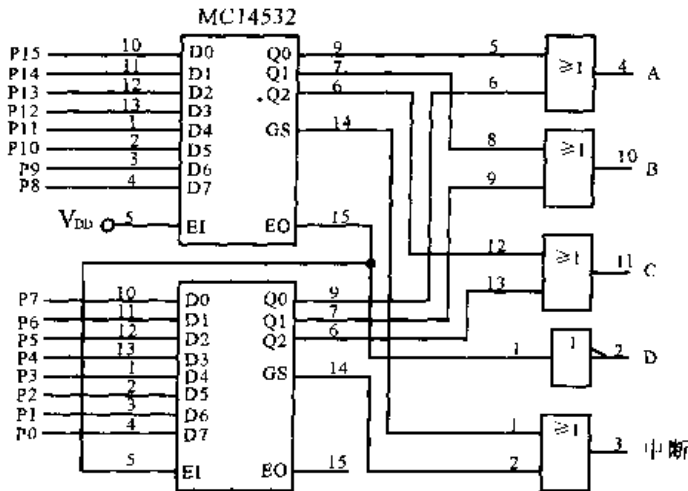 MC14532
P15 10 D0 Q0 9 5 ≥1 4 A
P14 11 D1 Q1 7
P13 12 D2 Q2 6 6
P12 13 D3
P11 1 D4 GS 14 8 ≥1 10 B
P10 2 D5
P9 3 D6 9
P8 4 D7
VDD 5 EI EO 15
12 ≥1 11 C
13
P7 10 D0 Q0 9
P6 11 D1 Q1 7
P5 12 D2 Q2 6
P4 13 D3 1 1 2 D
P3 1 D4 GS 14
P2 2 D5
P1 3 D6 1 ≥1 3 中断
P0 4 D7
5 EI EO 15 2